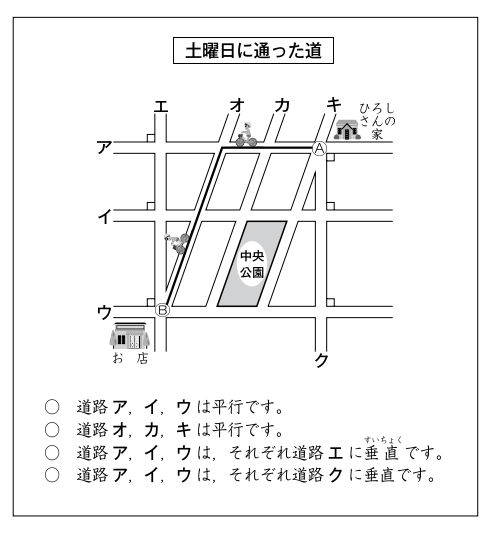 土曜日に通った道
エ オ カ キ
ひろし
さんの
家
ア
A
イ
中央
公園
ウ
B
お店
ク
○ 道路ア，イ，ウは平行です。
○ 道路オ，カ，キは平行です。
すいちょく
○ 道路ア，イ，ウは，それぞれ道路エに垂直です。
○ 道路ア，イ，ウは，それぞれ道路クに垂直です。